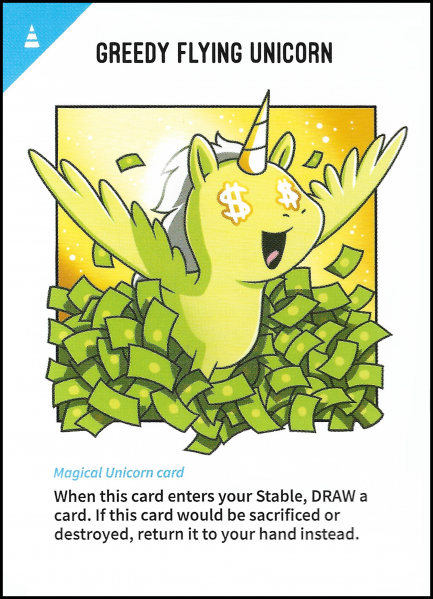 GREEDY FLYING UNICORN
$ $
Magical Unicorn card
When this card enters your Stable, DRAW a
card. If this card would be sacrificed or
destroyed, return it to your hand instead.